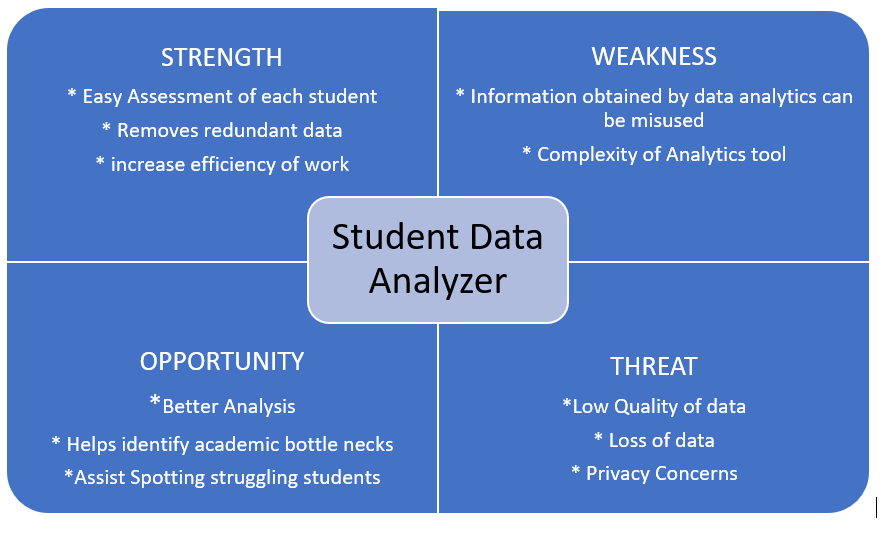 STRENGTH
* Easy Assessment of each student
* Removes redundant data
* increase efficiency of work
WEAKNESS
* Information obtained by data analytics can
be misused
* Complexity of Analytics tool
Student Data
Analyzer
OPPORTUNITY
*Better Analysis
* Helps identify academic bottle necks
*Assist Spotting struggling students
THREAT
*Low Quality of data
* Loss of data
* Privacy Concerns